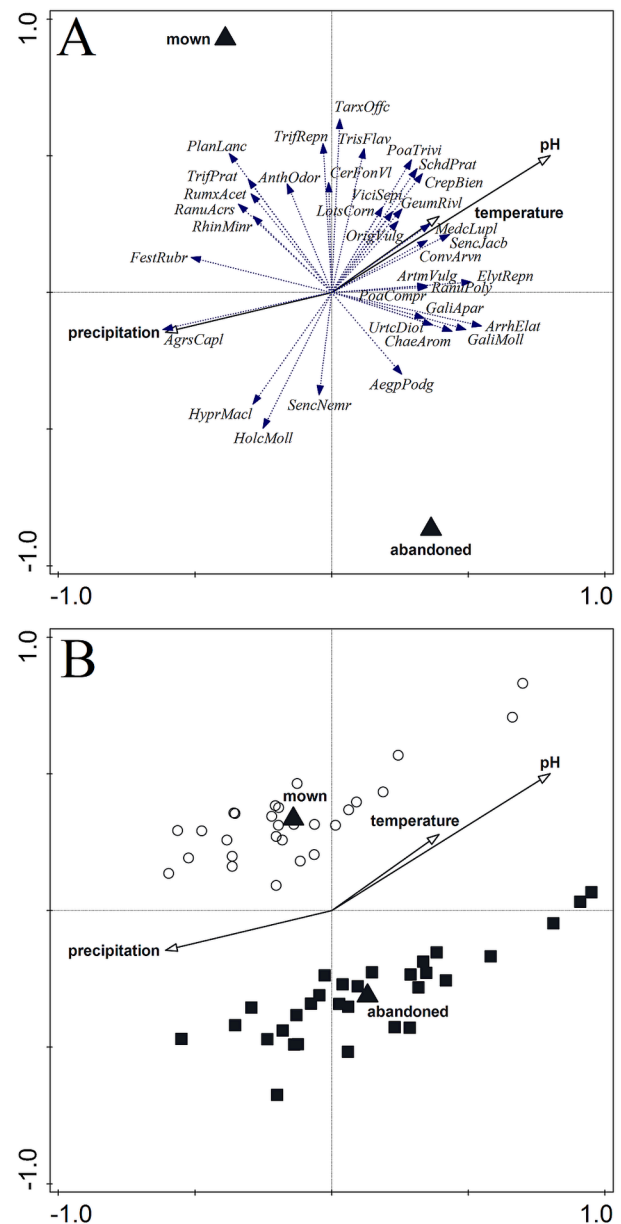 1.0
A
mown
TarxOffc
TrifRepn
TrisFlav
PlanLanc
PoaTrivi
pH
SchdPrat
CerFonVl
TrifPrat
AnthOdor
CrepBien
RumxAcet
ViciSepi
GeumRivl
RanuAcrs
LotsCorn
temperature
RhinMinr
OrigVulg
MedcLupl
SencJacb
FestRubr
ConvArvn
ArtmVulg
ElytRepn
PoaCompr
RanuPoly
GaliApar
precipitation
UrtcDioi
ArrhElat
AgrsCapl
ChaeArom
GaliMoll
AegpPodg
HyprMacl
SencNemr
HolcMoll
abandoned
-1.0
-1.0
1.0
1.0
B
pH
mown
temperature
precipitation
abandoned
-1.0
-1.0
1.0